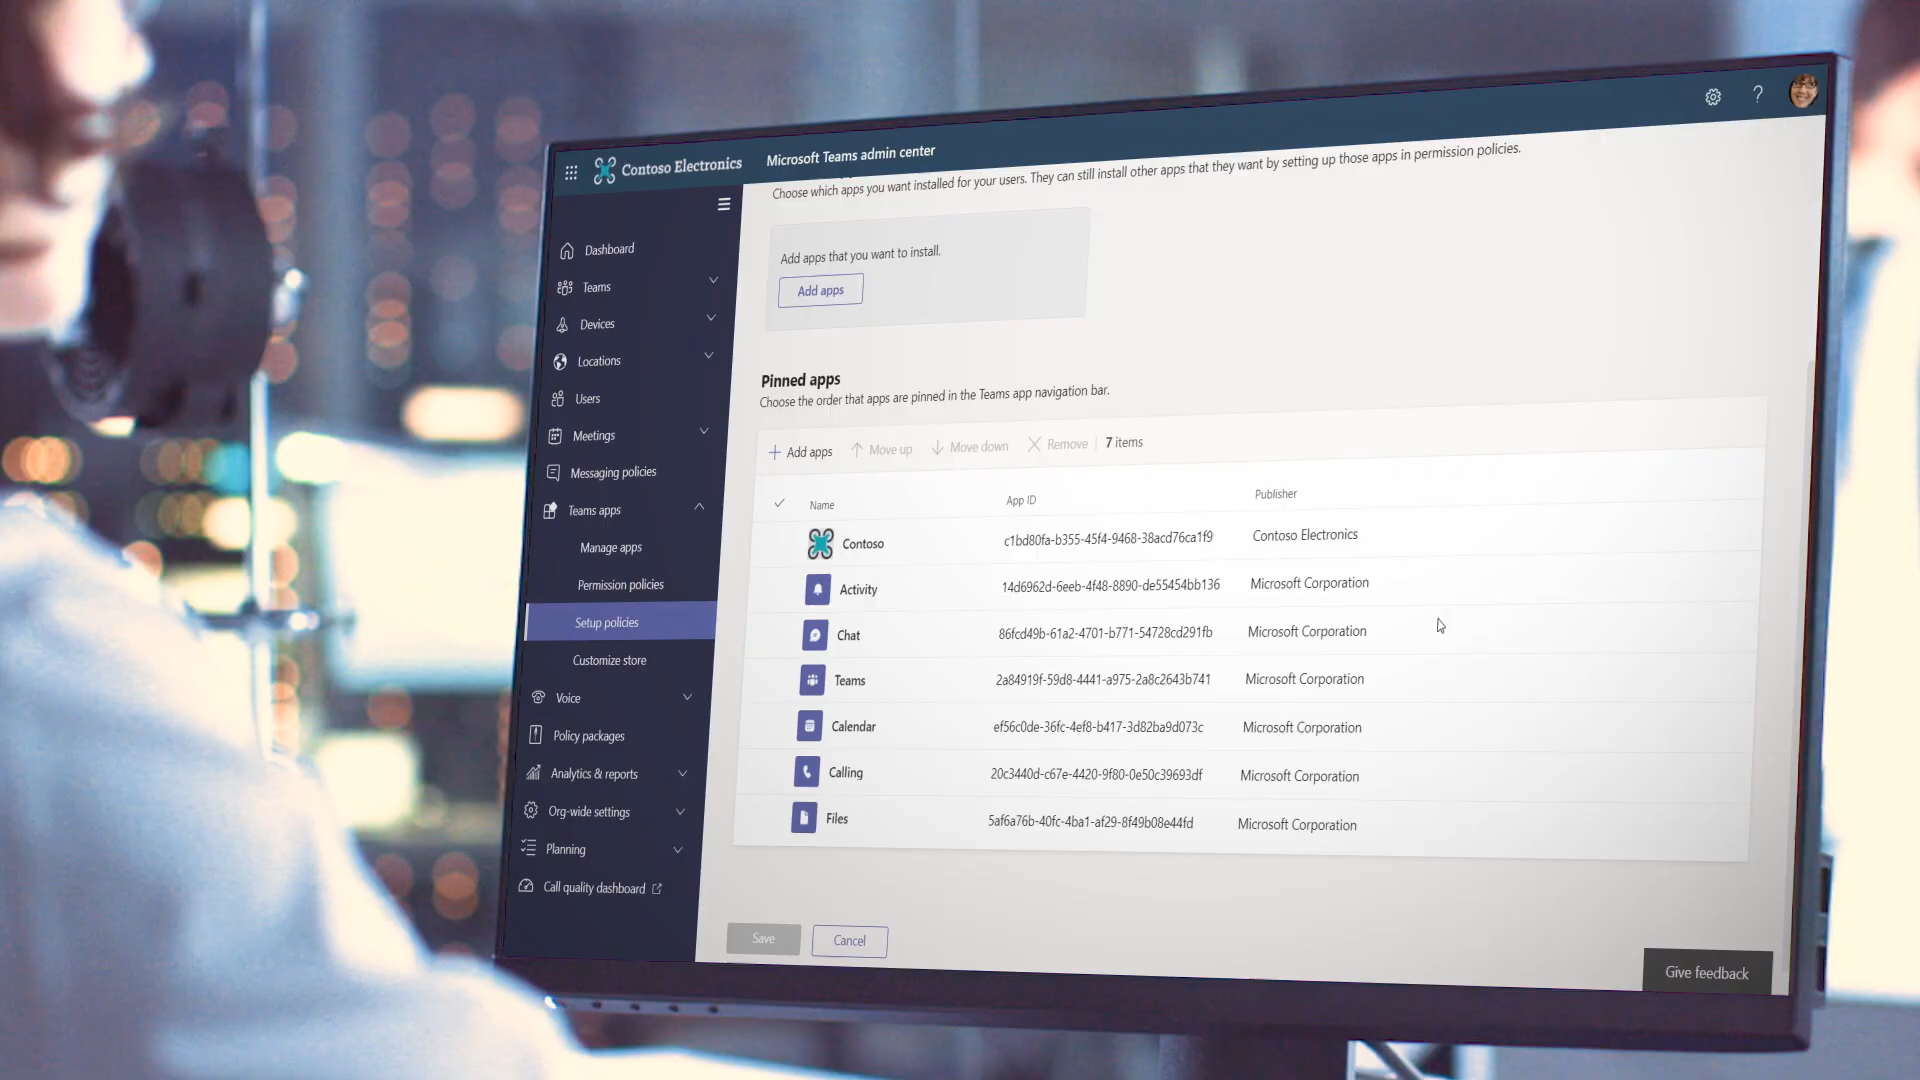 Contoso Electronics
Microsoft Teams admin center
?
Choose which apps you want installed for your users. They can still install other apps that they want by setting up those apps in permission policies.
Add apps that you want to install.
Add apps
Dashboard
Teams
Devices
Locations
Users
Meetings
Messaging policies
Teams apps
Manage apps
Permission policies
Setup policies
Customize store
Voice
Policy packages
Analytics & reports
Org-wide settings
Planning
Call quality dashboard
Pinned apps
Choose the order that apps are pinned in the Teams app navigation bar.
Add apps Move up Move down Remove | 7 items
Name App ID Publisher
Contoso c1bd80fa-b355-45f4-9468-38acd76ca1f9 Contoso Electronics
Activity 14d6962d-6eeb-4f48-8890-de55454bb136 Microsoft Corporation
Chat 86fcd49b-61a2-4701-b771-54728cd291fb Microsoft Corporation
Teams 2a84919f-59d8-4441-a975-2a8c2643b741 Microsoft Corporation
Calendar ef56c0de-36fc-4ef8-b417-3d82ba9d073c Microsoft Corporation
Calling 20c3440d-c67e-4420-9f80-0e50c39693df Microsoft Corporation
Files 5af6a76b-40fc-4ba1-af29-8f49b08e44fd Microsoft Corporation
Save Cancel
Give feedback